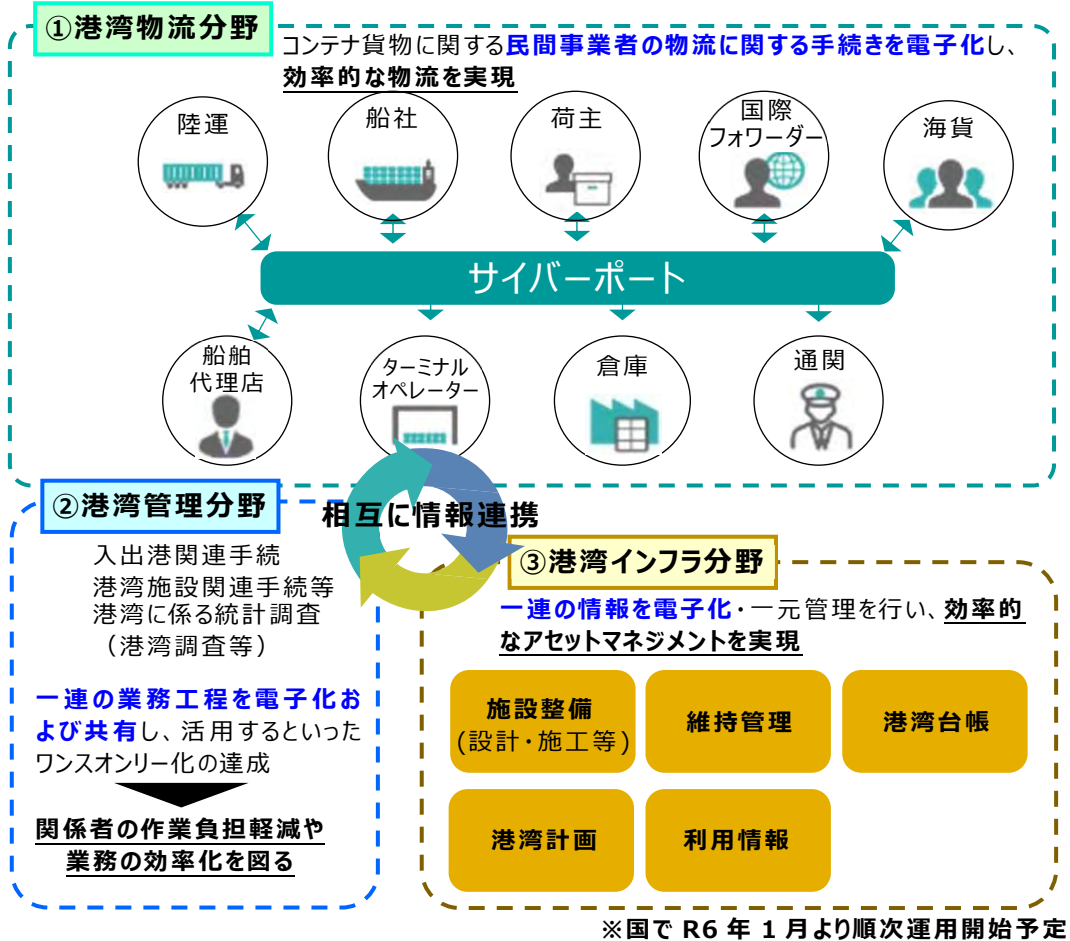 ①港湾物流分野
コンテナ貨物に関する民間事業者の物流に関する手続きを電子化し、
効率的な物流を実現
陸運
船社
荷主
国際
フォワーダー
海貨
サイバーポート
船舶
代理店
ターミナル
オペレーター
倉庫
通関
相互に情報連携
②港湾管理分野
入出港関連手続
港湾施設関連手続等
港湾に係る統計調査
（港湾調査等）
一連の業務工程を電子化お
よび共有し、活用するといった
ワンスオンリー化の達成
関係者の作業負担軽減や
業務の効率化を図る
③港湾インフラ分野
一連の情報を電子化・一元管理を行い、効率的
なアセットマネジメントを実現
施設整備
(設計・施工等)
維持管理
港湾台帳
港湾計画
利用情報
※国で R6 年 1 月より順次運用開始予定